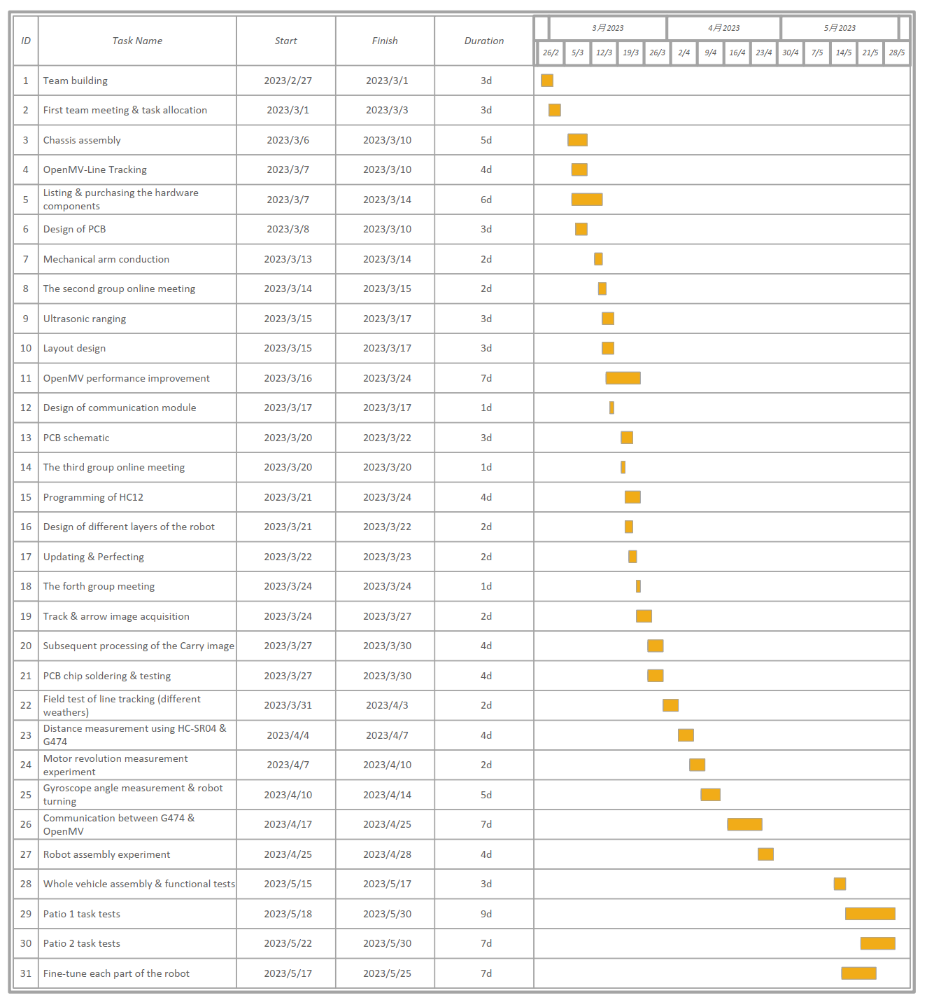 ID Task Name Start Finish Duration 3月 2023 4月 2023 5月 2023
26/2 5/3 12/3 19/3 26/3 2/4 9/4 16/4 23/4 30/4 7/5 14/5 21/5 28/5
1 Team building 2023/2/27 2023/3/1 3d
2 First team meeting & task allocation 2023/3/1 2023/3/3 3d
3 Chassis assembly 2023/3/6 2023/3/10 5d
4 OpenMV-Line Tracking 2023/3/7 2023/3/10 4d
5 Listing & purchasing the hardware
components 2023/3/7 2023/3/14 6d
6 Design of PCB 2023/3/8 2023/3/10 3d
7 Mechanical arm conduction 2023/3/13 2023/3/14 2d
8 The second group online meeting 2023/3/14 2023/3/15 2d
9 Ultrasonic ranging 2023/3/15 2023/3/17 3d
10 Layout design 2023/3/15 2023/3/17 3d
11 OpenMV performance improvement 2023/3/16 2023/3/24 7d
12 Design of communication module 2023/3/17 2023/3/17 1d
13 PCB schematic 2023/3/20 2023/3/22 3d
14 The third group online meeting 2023/3/20 2023/3/20 1d
15 Programming of HC12 2023/3/21 2023/3/24 4d
16 Design of different layers of the robot 2023/3/21 2023/3/22 2d
17 Updating & Perfecting 2023/3/22 2023/3/23 2d
18 The forth group meeting 2023/3/24 2023/3/24 1d
19 Track & arrow image acquisition 2023/3/24 2023/3/27 2d
20 Subsequent processing of the Carry image 2023/3/27 2023/3/30 4d
21 PCB chip soldering & testing 2023/3/27 2023/3/30 4d
22 Field test of line tracking (different
weathers) 2023/3/31 2023/4/3 2d
23 Distance measurement using HC-SR04 &
G474 2023/4/4 2023/4/7 4d
24 Motor revolution measurement
experiment 2023/4/7 2023/4/10 2d
25 Gyroscope angle measurement & robot
turning 2023/4/10 2023/4/14 5d
26 Communication between G474 &
OpenMV 2023/4/17 2023/4/25 7d
27 Robot assembly experiment 2023/4/25 2023/4/28 4d
28 Whole vehicle assembly & functional tests 2023/5/15 2023/5/17 3d
29 Patio 1 task tests 2023/5/18 2023/5/30 9d
30 Patio 2 task tests 2023/5/22 2023/5/30 7d
31 Fine-tune each part of the robot 2023/5/17 2023/5/25 7d